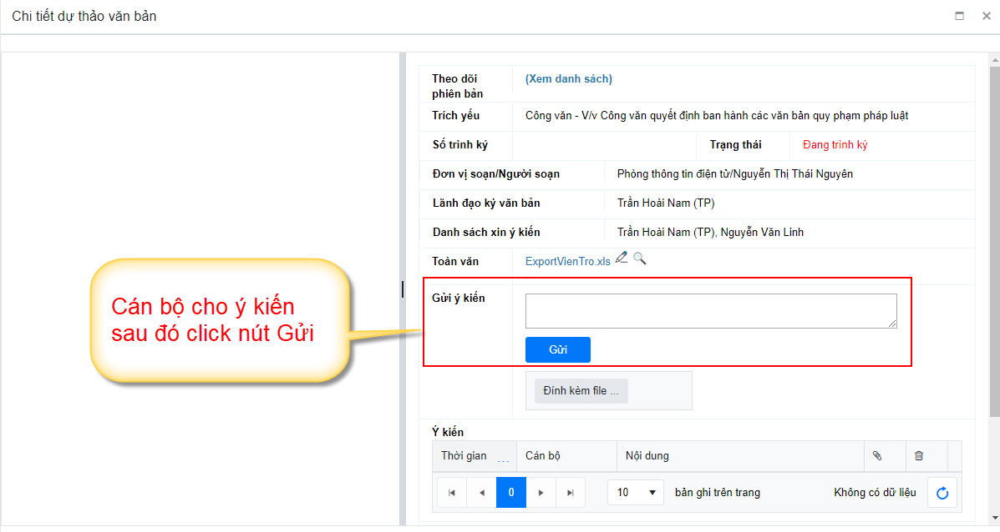 Chi tiết dự thảo văn bản
Theo dõi phiên bản
(Xem danh sách)
Trích yếu
Công văn - V/v Công văn quyết định ban hành các văn bản quy phạm pháp luật
Số trình ký
Trạng thái
Đang trình ký
Đơn vị soạn/Người soạn
Phòng thông tin điện tử/Nguyễn Thị Thái Nguyên
Lãnh đạo ký văn bản
Trần Hoài Nam (TP)
Danh sách xin ý kiến
Trần Hoài Nam (TP), Nguyễn Văn Linh
Toàn văn
ExportVienTro.xls
Cán bộ cho ý kiến
sau đó click nút Gửi
Gửi ý kiến
Gửi
Đính kèm file ...
Ý kiến
Thời gian ...
Cán bộ
Nội dung
0
10
bản ghi trên trang
Không có dữ liệu